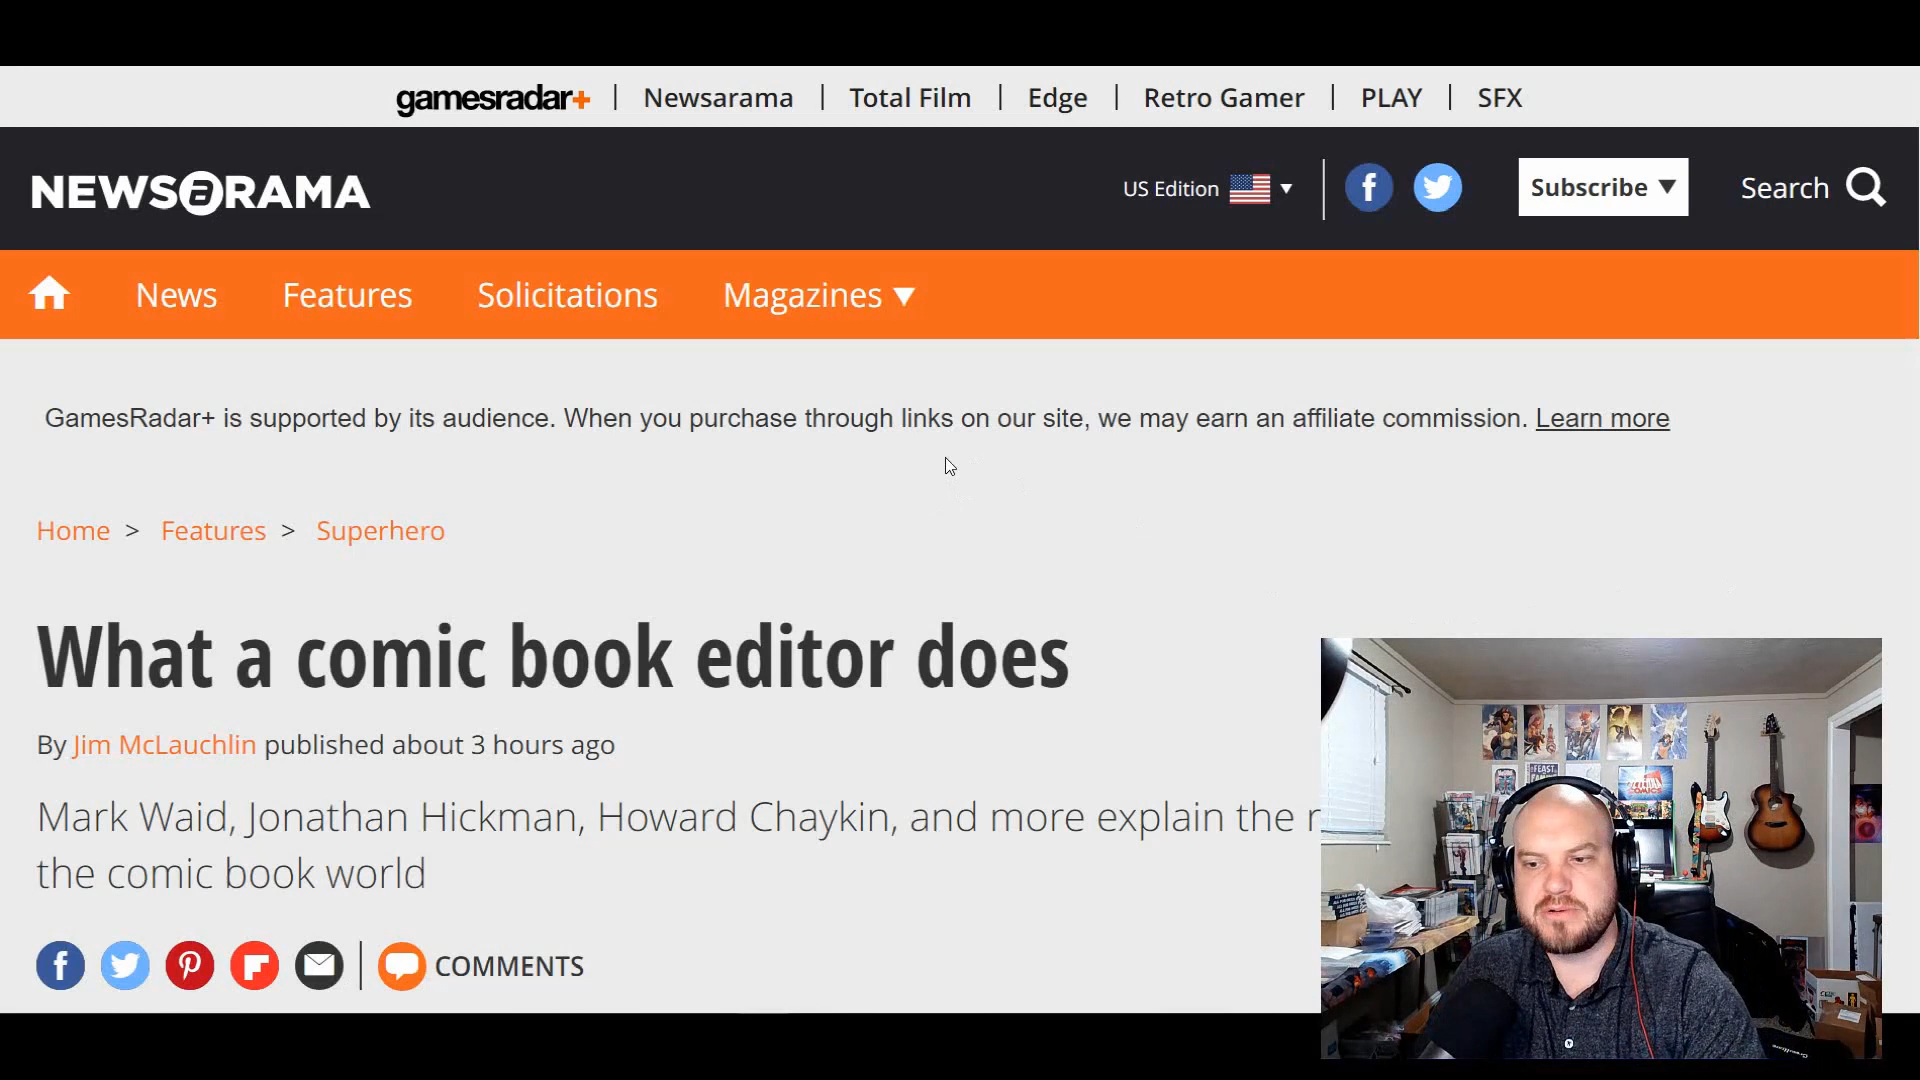 gamesradar+ | Newsarama | Total Film | Edge | Retro Gamer | PLAY | SFX
NEWSaRAMA
US Edition
Subscribe
Search
News Features Solicitations Magazines
GamesRadar+ is supported by its audience. When you purchase through links on our site, we may earn an affiliate commission. Learn more
Home > Features > Superhero
What a comic book editor does
By Jim McLauchlin published about 3 hours ago
Mark Waid, Jonathan Hickman, Howard Chaykin, and more explain the
the comic book world
COMMENTS